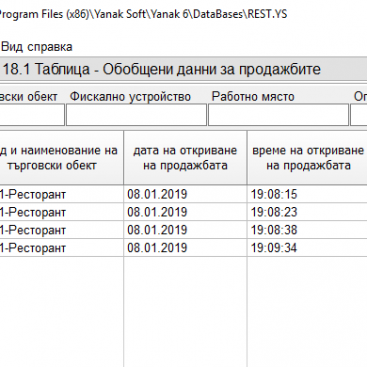 Program Files (x86)\Yanak Soft\Yanak 6\DataBases\REST.YS
Вид справка
18.1 Таблица - Обобщени данни за продажбите
обект Фискално устройство Работно място
и наименование на търговски обект дата на откриване на продажбата време на откриване на продажбата
1-Ресторант 08.01.2019 19:08:15
1-Ресторант 08.01.2019 19:08:23
1-Ресторант 08.01.2019 19:08:38
1-Ресторант 08.01.2019 19:09:34